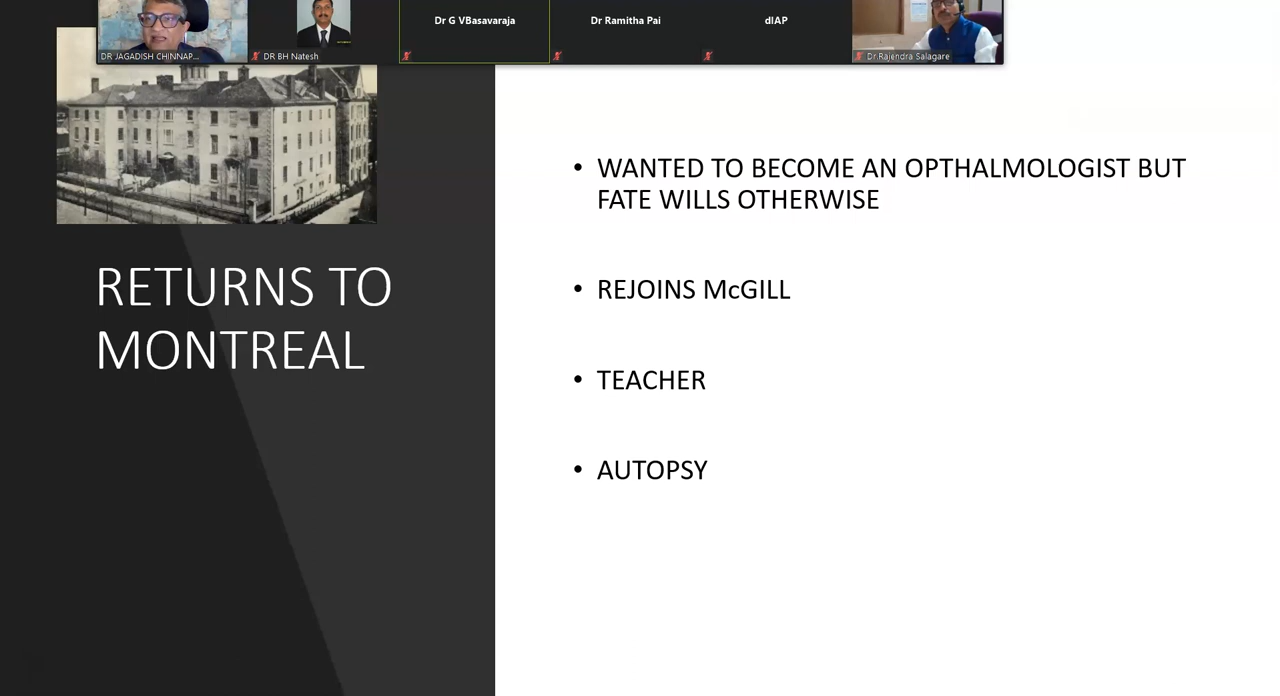 Dr G VBasavaraja
Dr Ramitha Pai
dIAP
DR JAGADISH CHINNAP...
DR BH Natesh
Dr.Rajendra Salagare
RETURNS TO
MONTREAL
• WANTED TO BECOME AN OPTHALMOLOGIST BUT
FATE WILLS OTHERWISE
• REJOINS McGILL
• TEACHER
• AUTOPSY